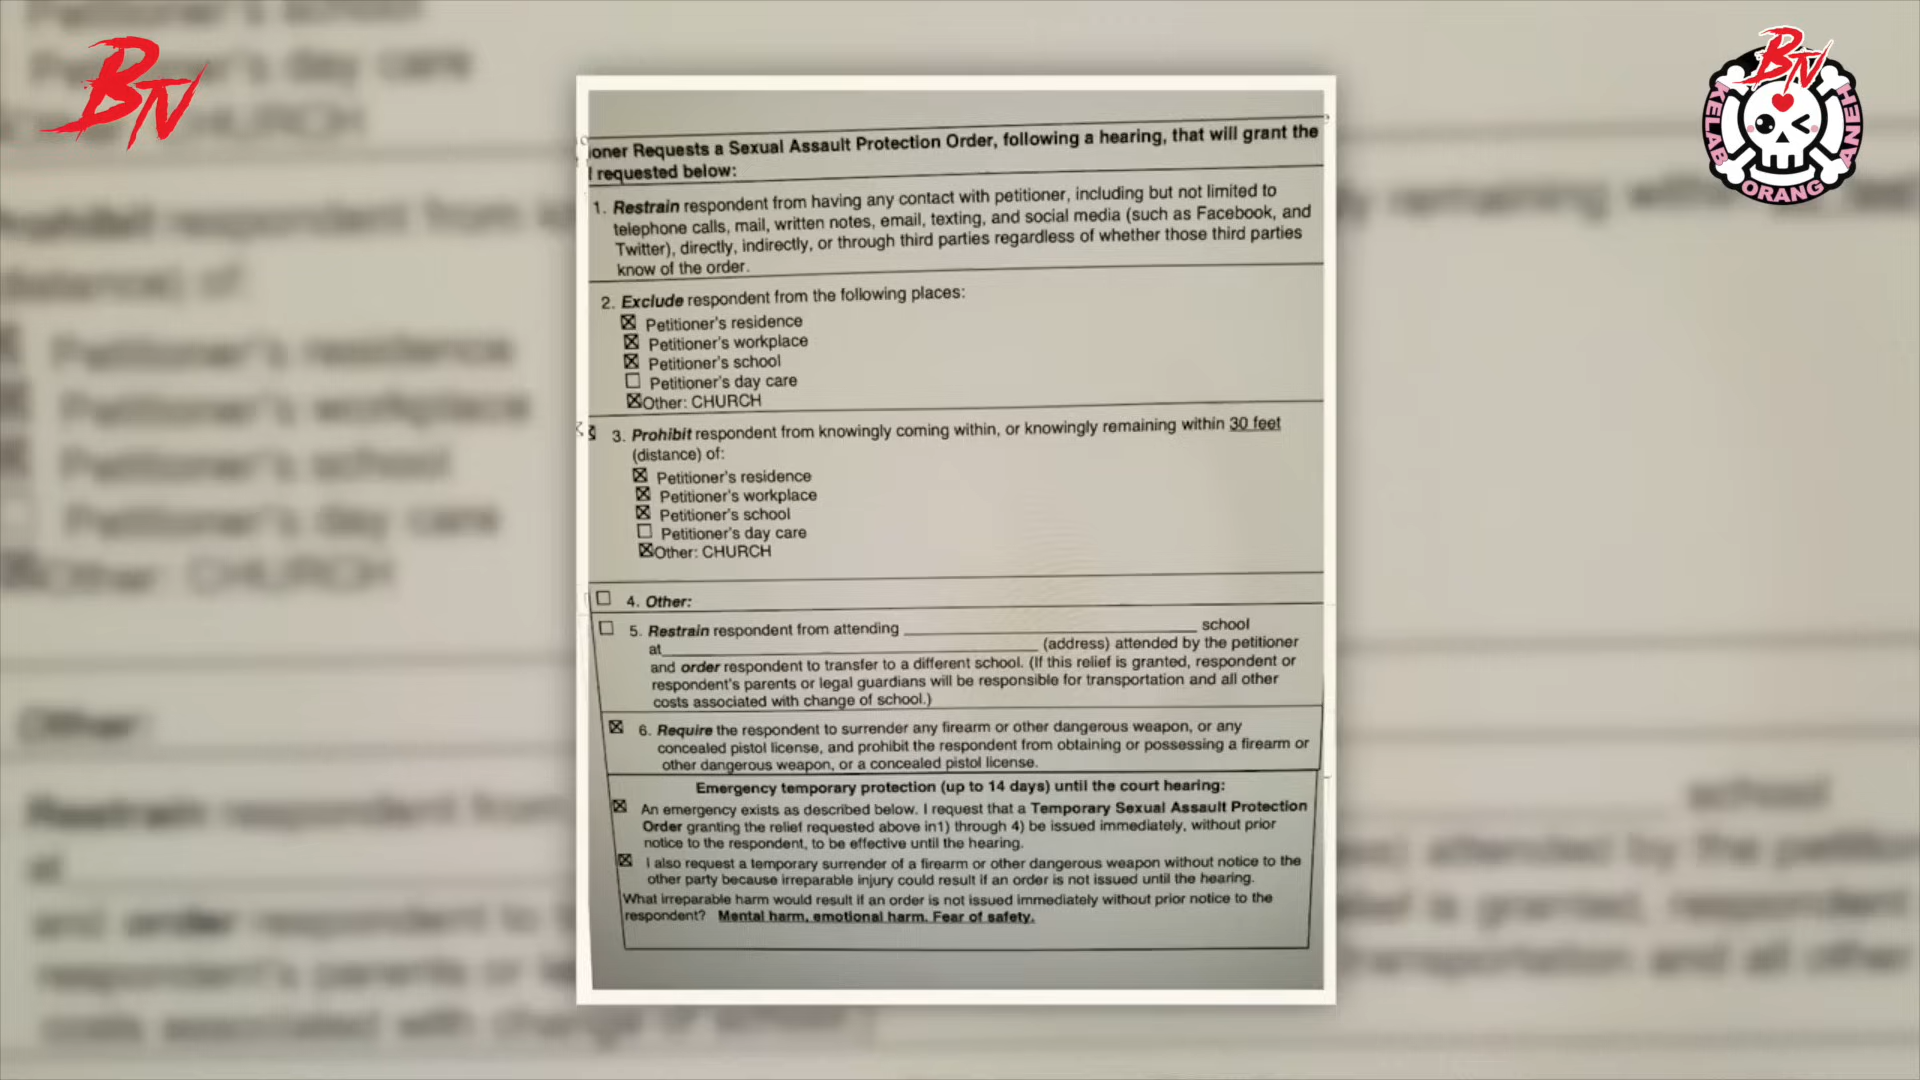 BN
BN
KELAB ORANG ANEH
ioner Requests a Sexual Assault Protection Order, following a hearing, that will grant the
requested below:
1. Restrain respondent from having any contact with petitioner, including but not limited to
telephone calls, mail, written notes, email, texting, and social media (such as Facebook, and
Twitter), directly, indirectly, or through third parties regardless of whether those third parties
know of the order.
2. Exclude respondent from the following places:
☒ Petitioner's residence
☒ Petitioner's workplace
☒ Petitioner's school
☐ Petitioner's day care
☒Other: CHURCH
3. Prohibit respondent from knowingly coming within, or knowingly remaining within 30 feet
(distance) of:
☒ Petitioner's residence
☒ Petitioner's workplace
☒ Petitioner's school
☐ Petitioner's day care
☒Other: CHURCH
☐ 4. Other:
☐ 5. Restrain respondent from attending ______ school
at______ (address) attended by the petitioner
and order respondent to transfer to a different school. (If this relief is granted, respondent or
respondent's parents or legal guardians will be responsible for transportation and all other
costs associated with change of school.)
☒ 6. Require the respondent to surrender any firearm or other dangerous weapon, or any
concealed pistol license, and prohibit the respondent from obtaining or possessing a firearm or
other dangerous weapon, or a concealed pistol license.
Emergency temporary protection (up to 14 days) until the court hearing:
☒ An emergency exists as described below. I request that a Temporary Sexual Assault Protection
Order granting the relief requested above in1) through 4) be issued immediately, without prior
notice to the respondent, to be effective until the hearing.
☒ I also request a temporary surrender of a firearm or other dangerous weapon without notice to the
other party because irreparable injury could result if an order is not issued until the hearing.
What irreparable harm would result if an order is not issued immediately without prior notice to the
respondent? Mental harm, emotional harm. Fear of safety.